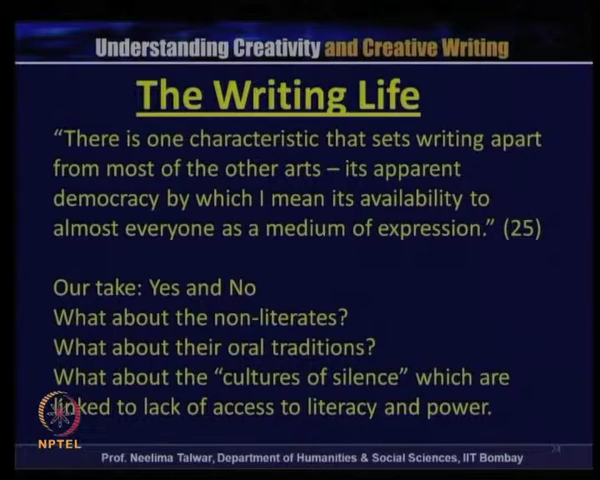 Understanding Creativity and Creative Writing
The Writing Life
“There is one characteristic that sets writing apart
from most of the other arts – its apparent
democracy by which I mean its availability to
almost everyone as a medium of expression.” (25)
Our take: Yes and No
What about the non-literates?
What about their oral traditions?
What about the “cultures of silence” which are
linked to lack of access to literacy and power.
NPTEL
Prof. Neelima Talwar, Department of Humanities & Social Sciences, IIT Bombay
24